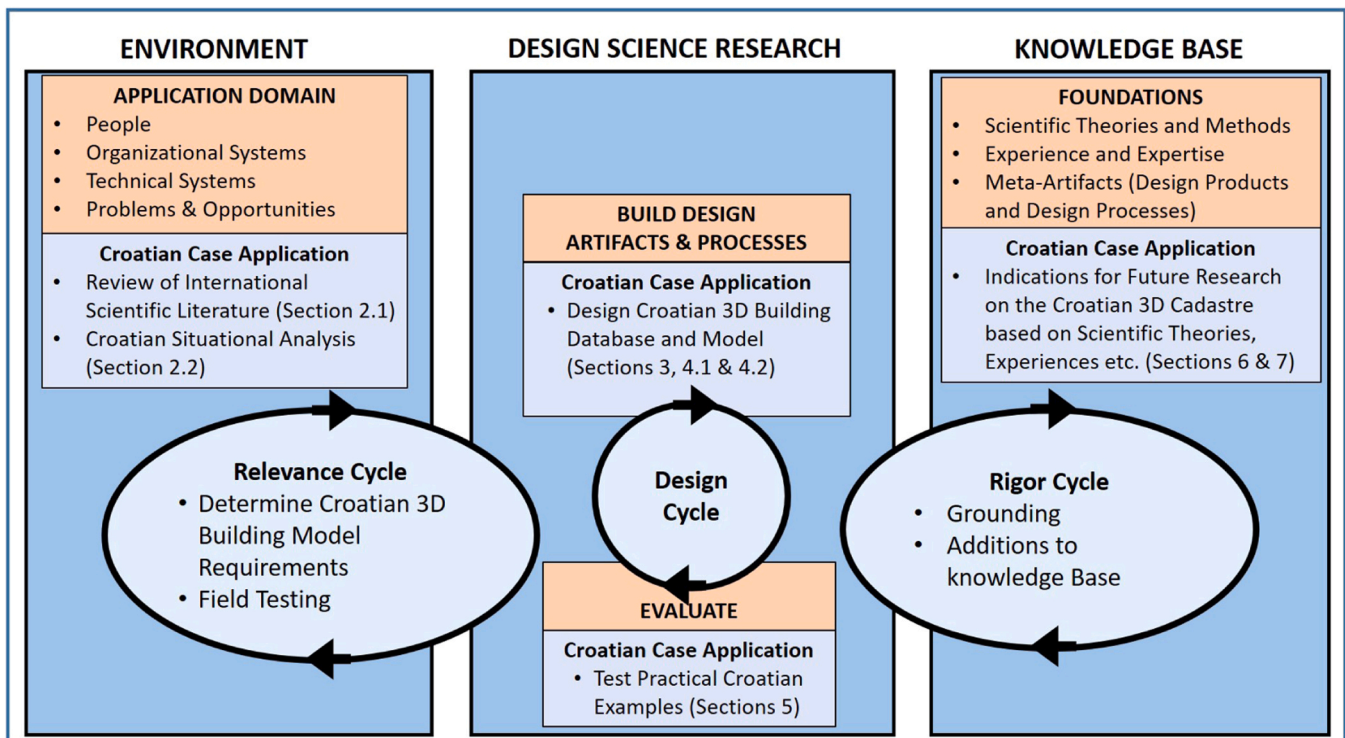 ENVIRONMENT
APPLICATION DOMAIN
• People
• Organizational Systems
• Technical Systems
• Problems & Opportunities
Croatian Case Application
• Review of International
Scientific Literature (Section 2.1)
• Croatian Situational Analysis
(Section 2.2)
Relevance Cycle
• Determine Croatian 3D
Building Model
Requirements
• Field Testing
DESIGN SCIENCE RESEARCH
BUILD DESIGN
ARTIFACTS & PROCESSES
Croatian Case Application
• Design Croatian 3D Building
Database and Model
(Sections 3, 4.1 & 4.2)
Design
Cycle
EVALUATE
Croatian Case Application
• Test Practical Croatian
Examples (Sections 5)
KNOWLEDGE BASE
FOUNDATIONS
• Scientific Theories and Methods
• Experience and Expertise
• Meta-Artifacts (Design Products
and Design Processes)
Croatian Case Application
• Indications for Future Research
on the Croatian 3D Cadastre
based on Scientific Theories,
Experiences etc. (Sections 6 & 7)
Rigor Cycle
• Grounding
• Additions to
knowledge Base